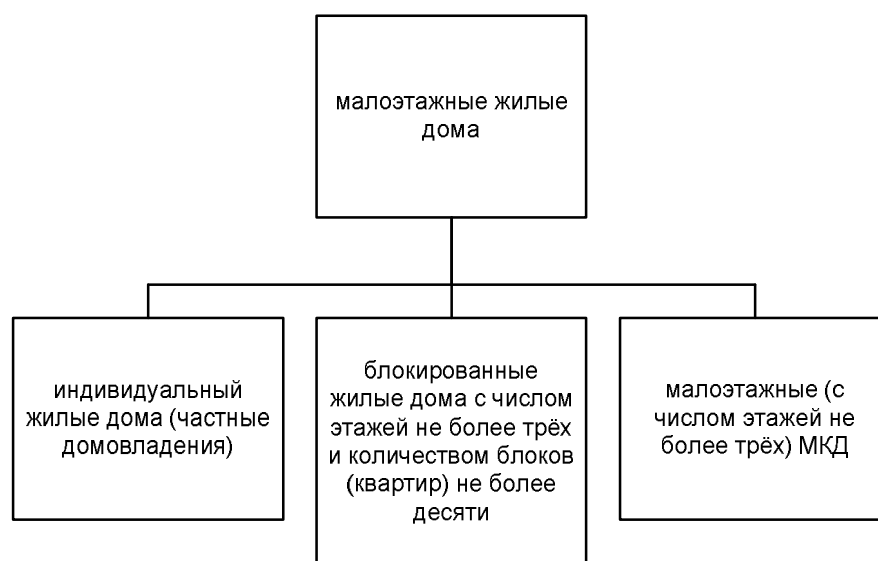 малоэтажные жилые
дома
индивидуальный
жилые дома (частные
домовладения)
блокированные
жилые дома с числом
этажей не более трёх
и количеством блоков
(квартир) не более
десяти
малоэтажные (с
числом этажей не
более трёх) МКД